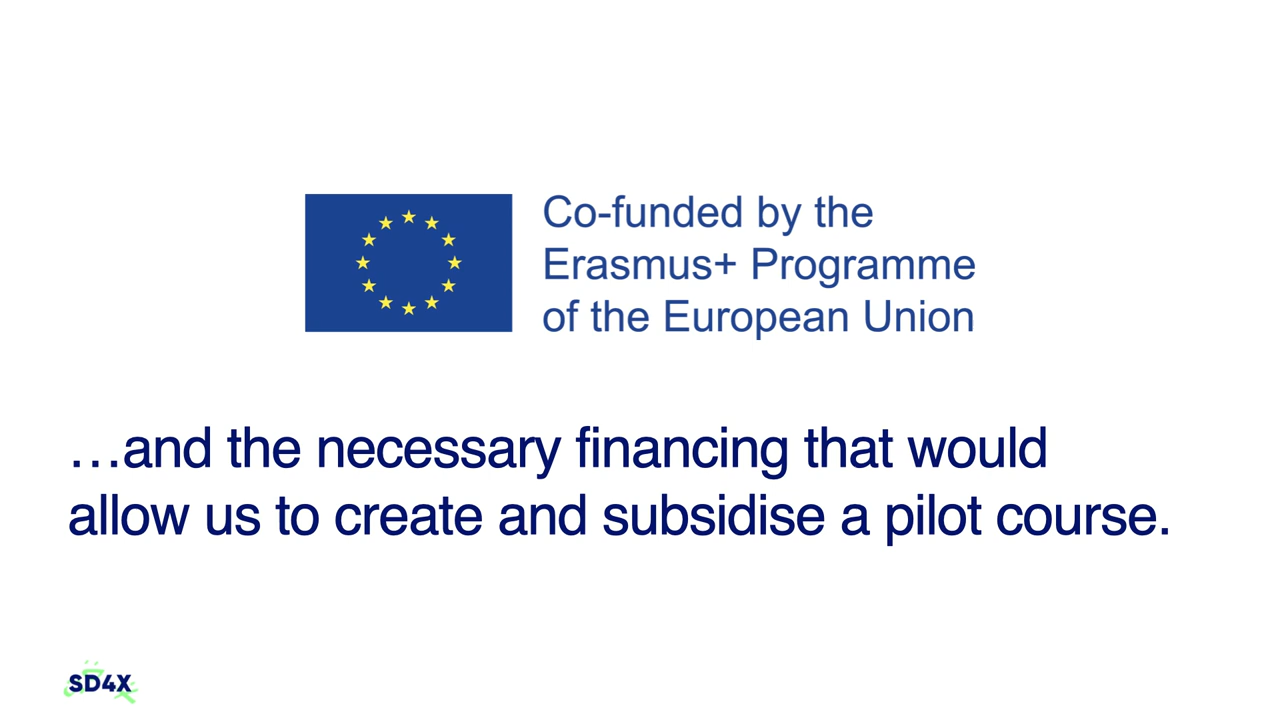 Co-funded by the
Erasmus+ Programme
of the European Union
…and the necessary financing that would
allow us to create and subsidise a pilot course.
SD4X